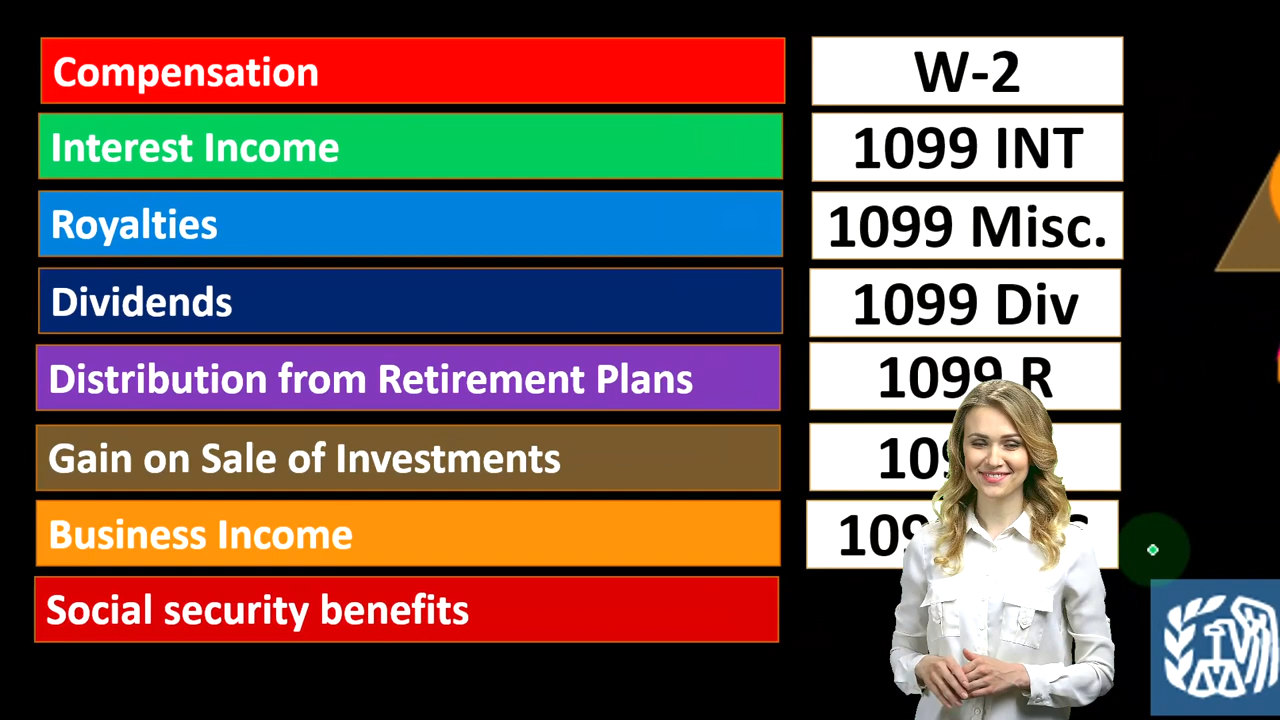 Compensation
W-2
Interest Income
1099 INT
Royalties
1099 Misc.
Dividends
1099 Div
Distribution from Retirement Plans
1099 R
Gain on Sale of Investments
Business Income
Social security benefits